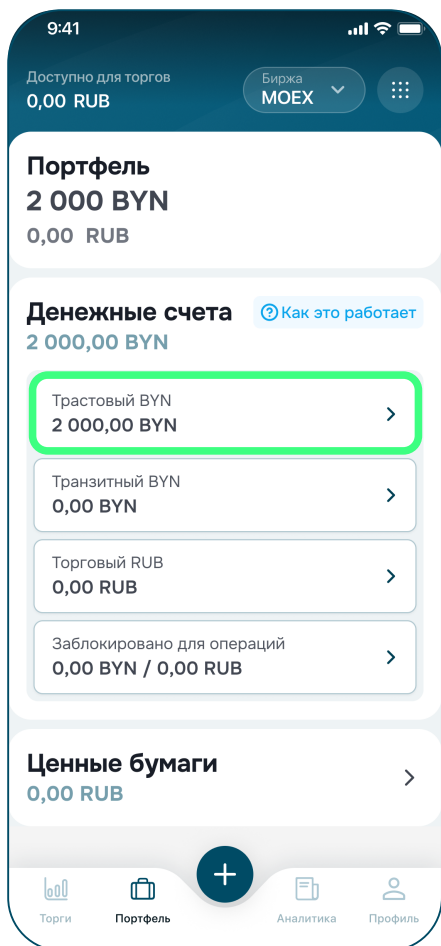 9:41
Доступно для торгов
0,00 RUB
Биржа
MOEX
Портфель
2 000 BYN
0,00 RUB
Денежные счета
Как это работает
2 000,00 BYN
Трастовый BYN
2 000,00 BYN
Транзитный BYN
0,00 BYN
Торговый RUB
0,00 RUB
Заблокировано для операций
0,00 BYN / 0,00 RUB
Ценные бумаги
0,00 RUB
Торги
Портфель
Аналитика
Профиль